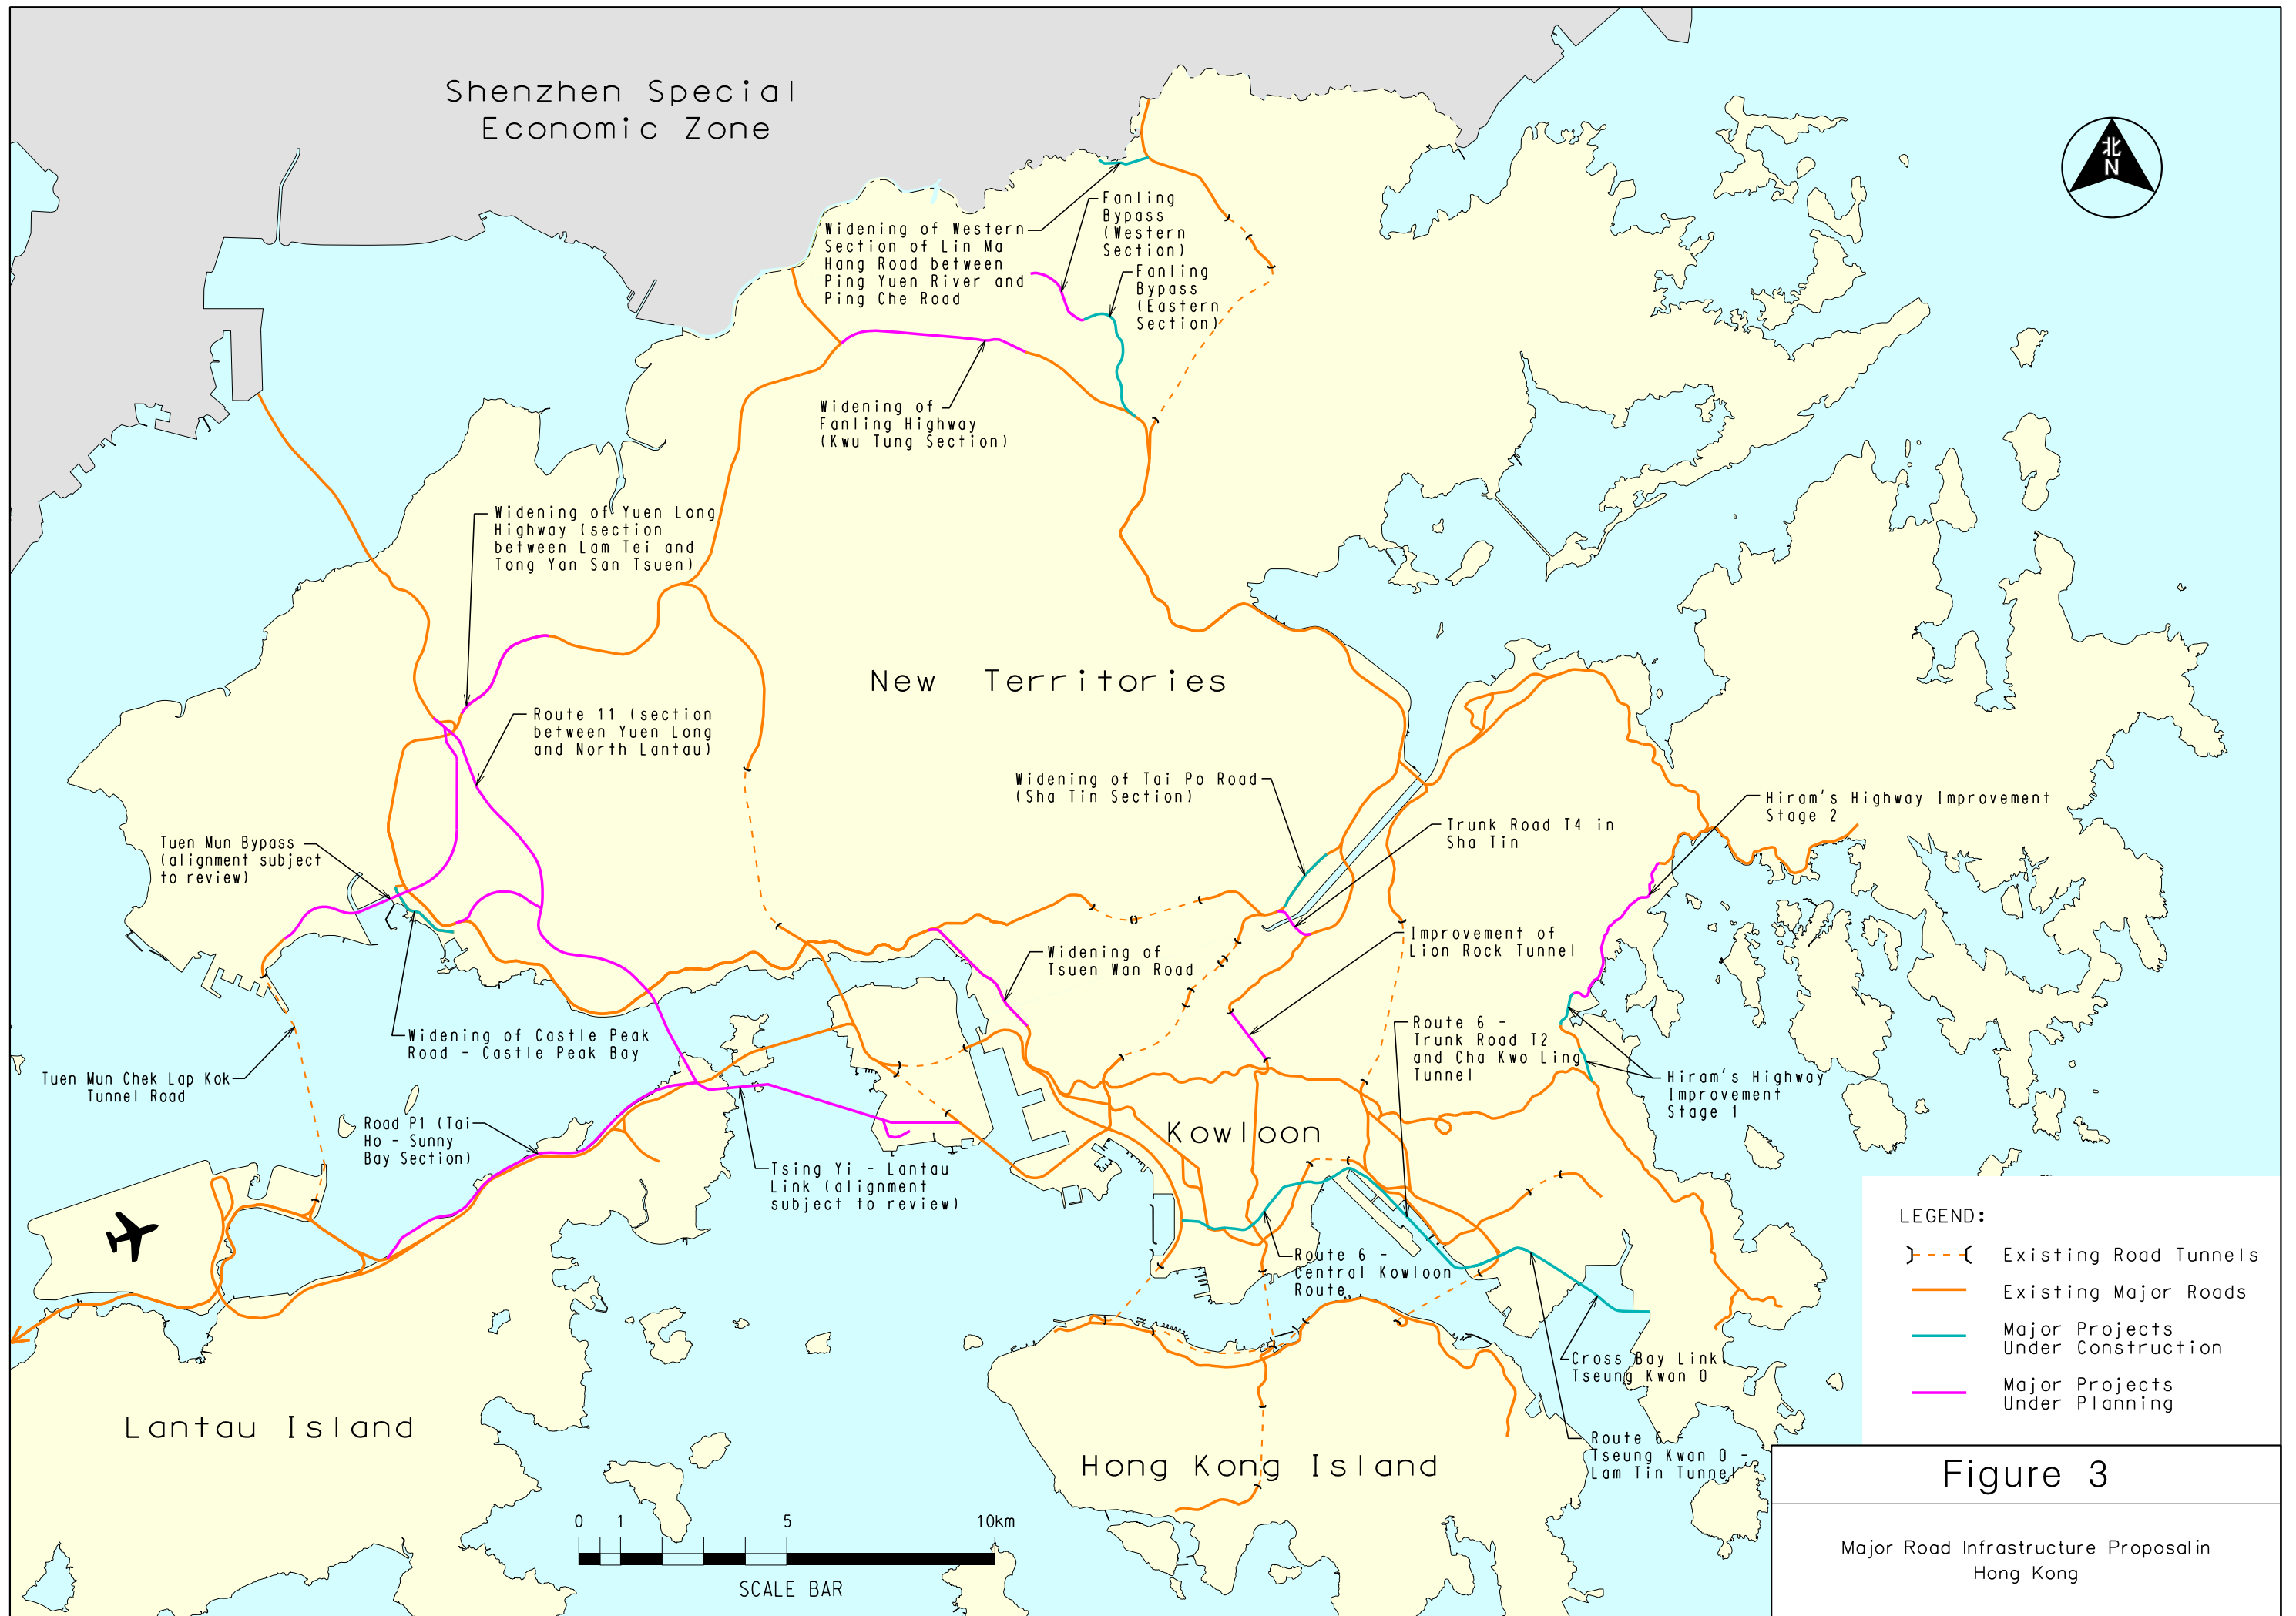 Shenzhen Special
Economic Zone
北
N
Fanling
Bypass
(Western
Section)
Widening of Western
Section of Lin Ma
Hang Road between
Ping Yuen River and
Ping Che Road
Fanling
Bypass
(Eastern
Section)
Widening of
Fanling Highway
(Kwu Tung Section)
Widening of Yuen Long
Highway (section
between Lam Tei and
Tong Yan San Tsuen)
New Territories
Route 11 (section
between Yuen Long
and North Lantau)
Widening of Tai Po Road
(Sha Tin Section)
Hiram's Highway Improvement
Stage 2
Trunk Road T4 in
Sha Tin
Tuen Mun Bypass
(alignment subject
to review)
Improvement of
Lion Rock Tunnel
Widening of
Tsuen Wan Road
Widening of Castle Peak
Road - Castle Peak Bay
Route 6 -
Trunk Road T2
and Cha Kwo Ling
Tunnel
Tuen Mun Chek Lap Kok
Tunnel Road
Hiram's Highway
Improvement
Stage 1
Road P1 (Tai
Ho - Sunny
Bay Section)
Kowloon
Tsing Yi - Lantau
Link (alignment
subject to review)
Route 6 -
Central Kowloon
Route
Cross Bay Link,
Tseung Kwan O
Lantau Island
Hong Kong Island
Route 6 -
Tseung Kwan O -
Lam Tin Tunnel
LEGEND:
Existing Road Tunnels
Existing Major Roads
Major Projects
Under Construction
Major Projects
Under Planning
0 1 5 10km
SCALE BAR
Figure 3
Major Road Infrastructure Proposalin
Hong Kong